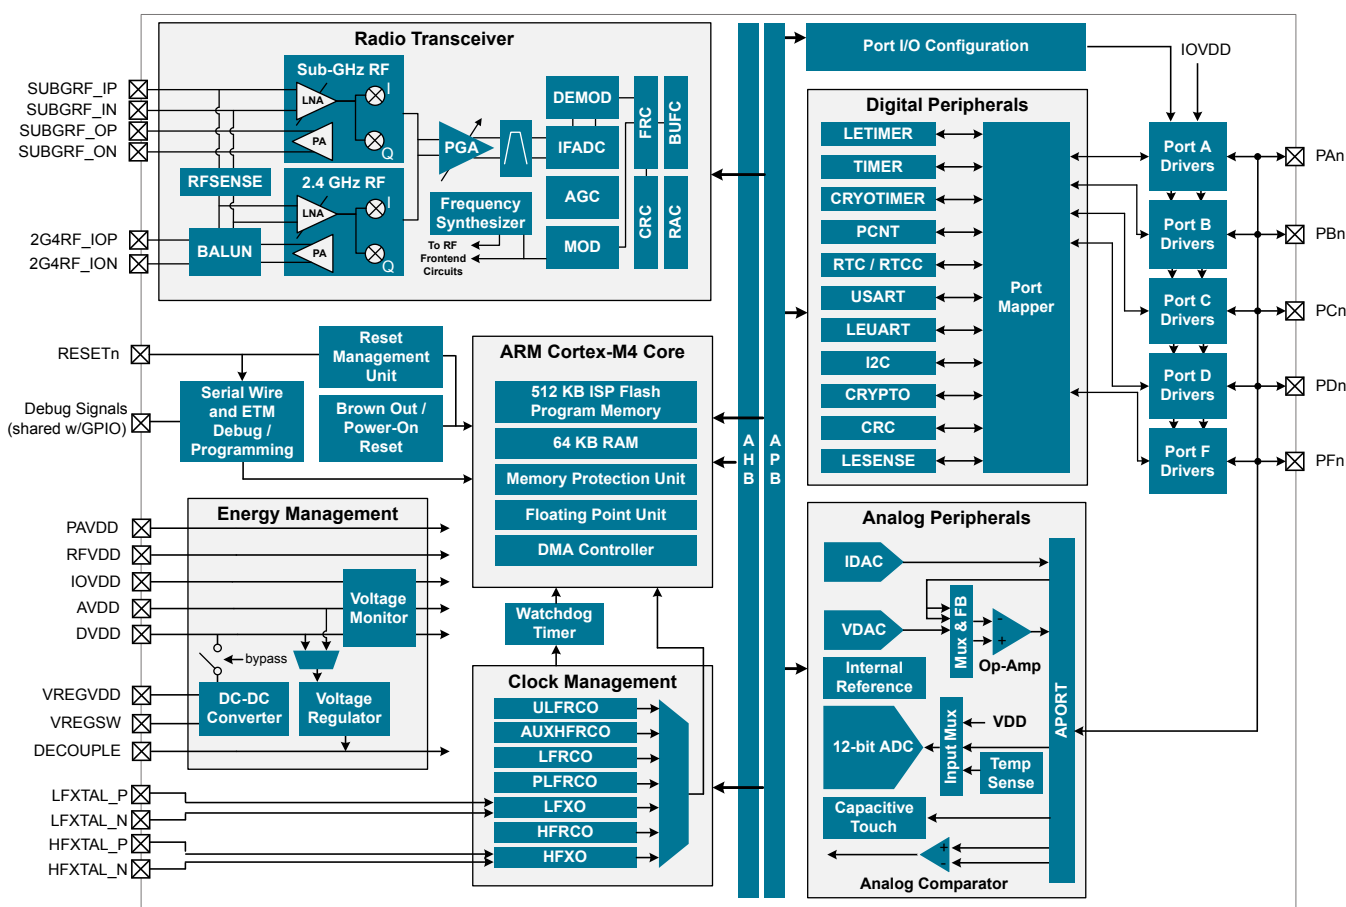 Radio Transceiver
SUBGRF_IP
SUBGRF_IN
SUBGRF_OP
SUBGRF_ON
2G4RF_IOP
2G4RF_ION
Sub-GHz RF
LNA
I
PA
Q
RFSENSE
2.4 GHz RF
LNA
I
PA
Q
BALUN
PGA
Frequency
Synthesizer
To RF
Frontend
Circuits
DEMOD
IFADC
AGC
MOD
FRC
BUFC
CRC
RAC
RESETn
Debug Signals
(shared w/GPIO)
Reset
Management
Unit
Serial Wire
and ETM
Debug /
Programming
Brown Out /
Power-On
Reset
ARM Cortex-M4 Core
512 KB ISP Flash
Program Memory
64 KB RAM
Memory Protection Unit
Floating Point Unit
DMA Controller
Watchdog
Timer
Energy Management
PAVDD
RFVDD
IOVDD
AVDD
DVDD
VREGVDD
VREGSW
DECOUPLE
Voltage
Monitor
bypass
DC-DC
Converter
Voltage
Regulator
LFXTAL_P
LFXTAL_N
HFXTAL_P
HFXTAL_N
Clock Management
ULFRCO
AUXHFRCO
LFRCO
PLFRCO
LFXO
HFRCO
HFXO
A
H
B
A
P
B
Port I/O Configuration
IOVDD
Digital Peripherals
LETIMER
TIMER
CRYOTIMER
PCNT
RTC / RTCC
USART
LEUART
I2C
CRYPTO
CRC
LESENSE
Port
Mapper
Port A
Drivers
Port B
Drivers
Port C
Drivers
Port D
Drivers
Port F
Drivers
PAn
PBn
PCn
PDn
PFn
Analog Peripherals
IDAC
VDAC
Mux & FB
-
+
Op-Amp
Internal
Reference
12-bit ADC
Input Mux
VDD
Temp
Sense
Capacitive
Touch
+
-
Analog Comparator
APORT